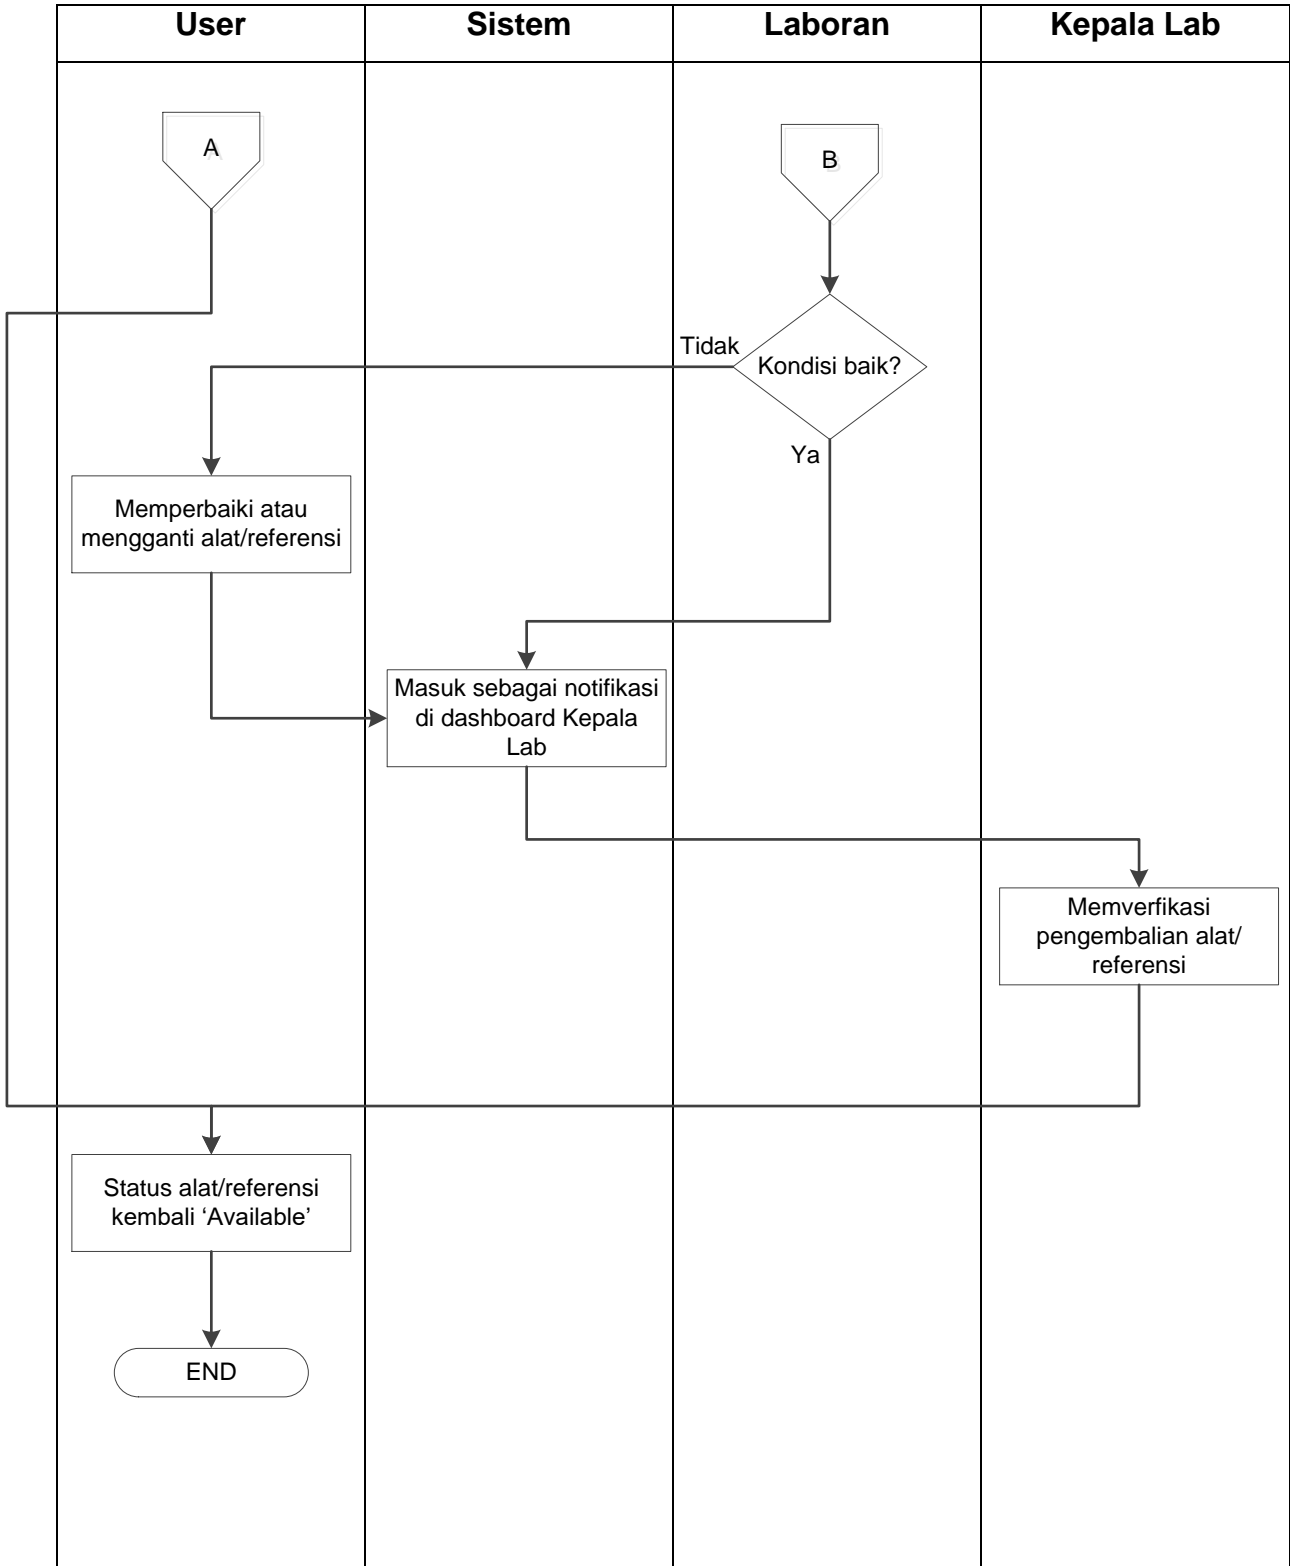 User
Sistem
Laboran
Kepala Lab
A
B
Tidak
Kondisi baik?
Ya
Memperbaiki atau
mengganti alat/referensi
Masuk sebagai notifikasi
di dashboard Kepala
Lab
Memverfikasi
pengembalian alat/
referensi
Status alat/referensi
kembali ‘Available’
END